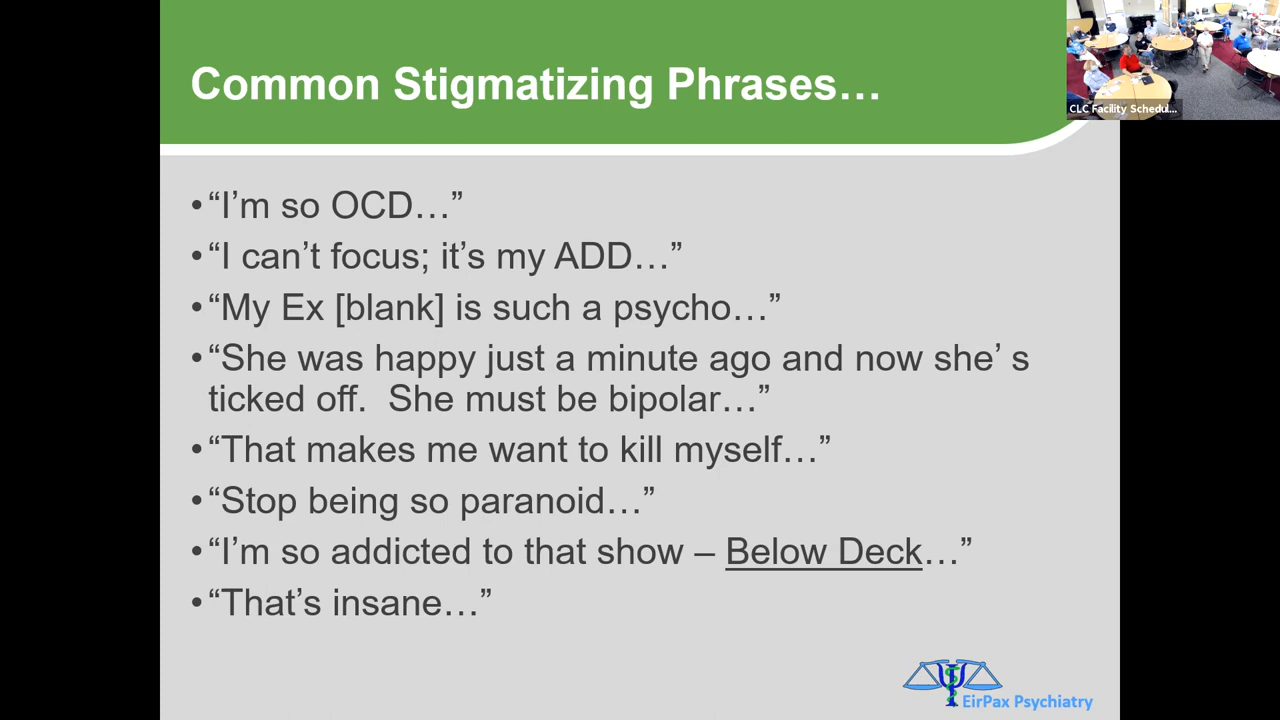 Common Stigmatizing Phrases…
CLC Facility Schedul...
•“I’m so OCD…”
•“I can’t focus; it’s my ADD…”
•“My Ex [blank] is such a psycho…”
•“She was happy just a minute ago and now she’ s
ticked off.  She must be bipolar…”
•“That makes me want to kill myself…”
•“Stop being so paranoid…”
•“I’m so addicted to that show – Below Deck…”
•“That’s insane…”
EirPax Psychiatry